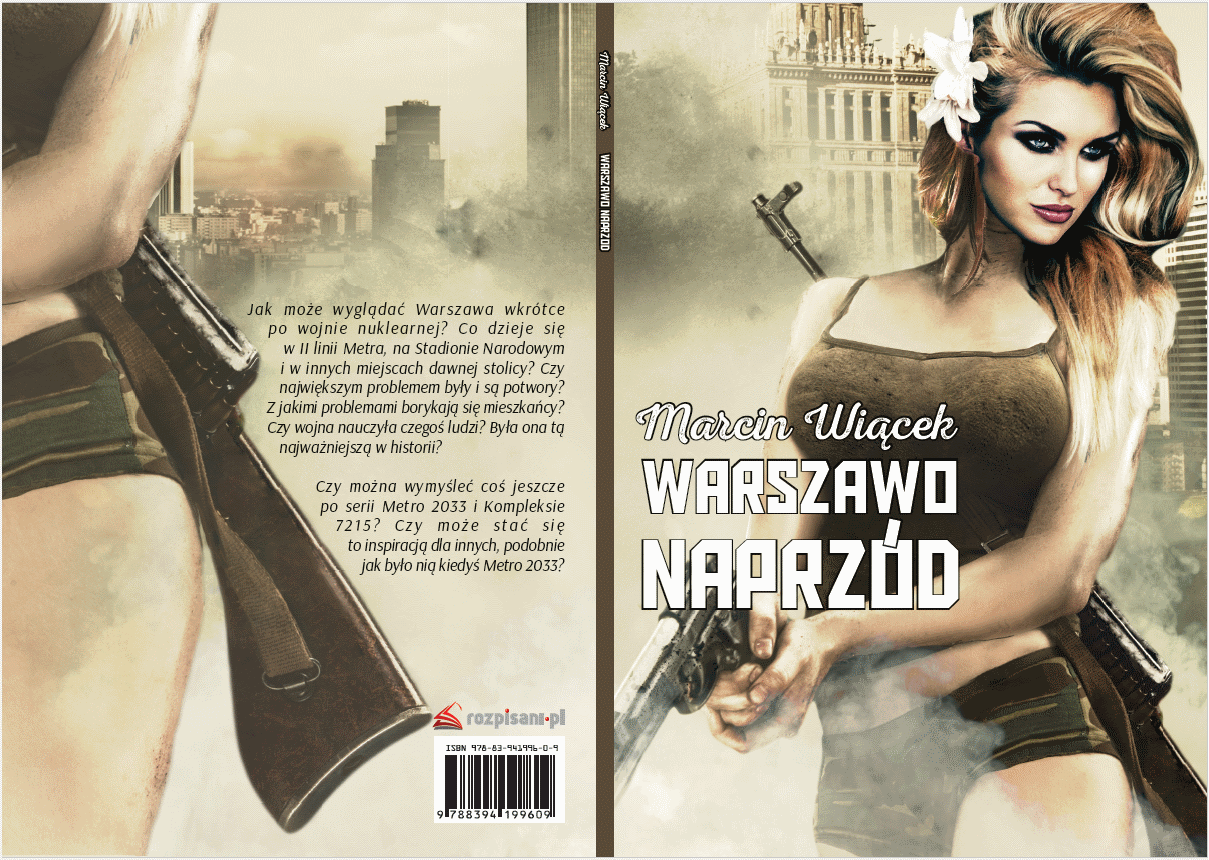 Jak może wyglądać Warszawa wkrótce
po wojnie nuklearnej? Co dzieje się
w II linii Metra, na Stadionie Narodowym
i w innych miejscach dawnej stolicy? Czy
największym problemem były i są potwory?
Z jakimi problemami borykają się mieszkańcy?
Czy wojna nauczyła czegoś ludzi? Była ona tą
najważniejszą w historii?
Czy można wymyśleć coś jeszcze
po serii Metro 2033 i Kompleksie
7215? Czy może stać się
to inspiracją dla innych, podobnie
jak było nią kiedyś Metro 2033?
rozpisani.pl
ISBN 978-83-941996-0-9
9 788394 199609
Marcin Wiącek
WARSZAWO NAPRZÓD
Marcin Wiącek
WARSZAWO
NAPRZÓD